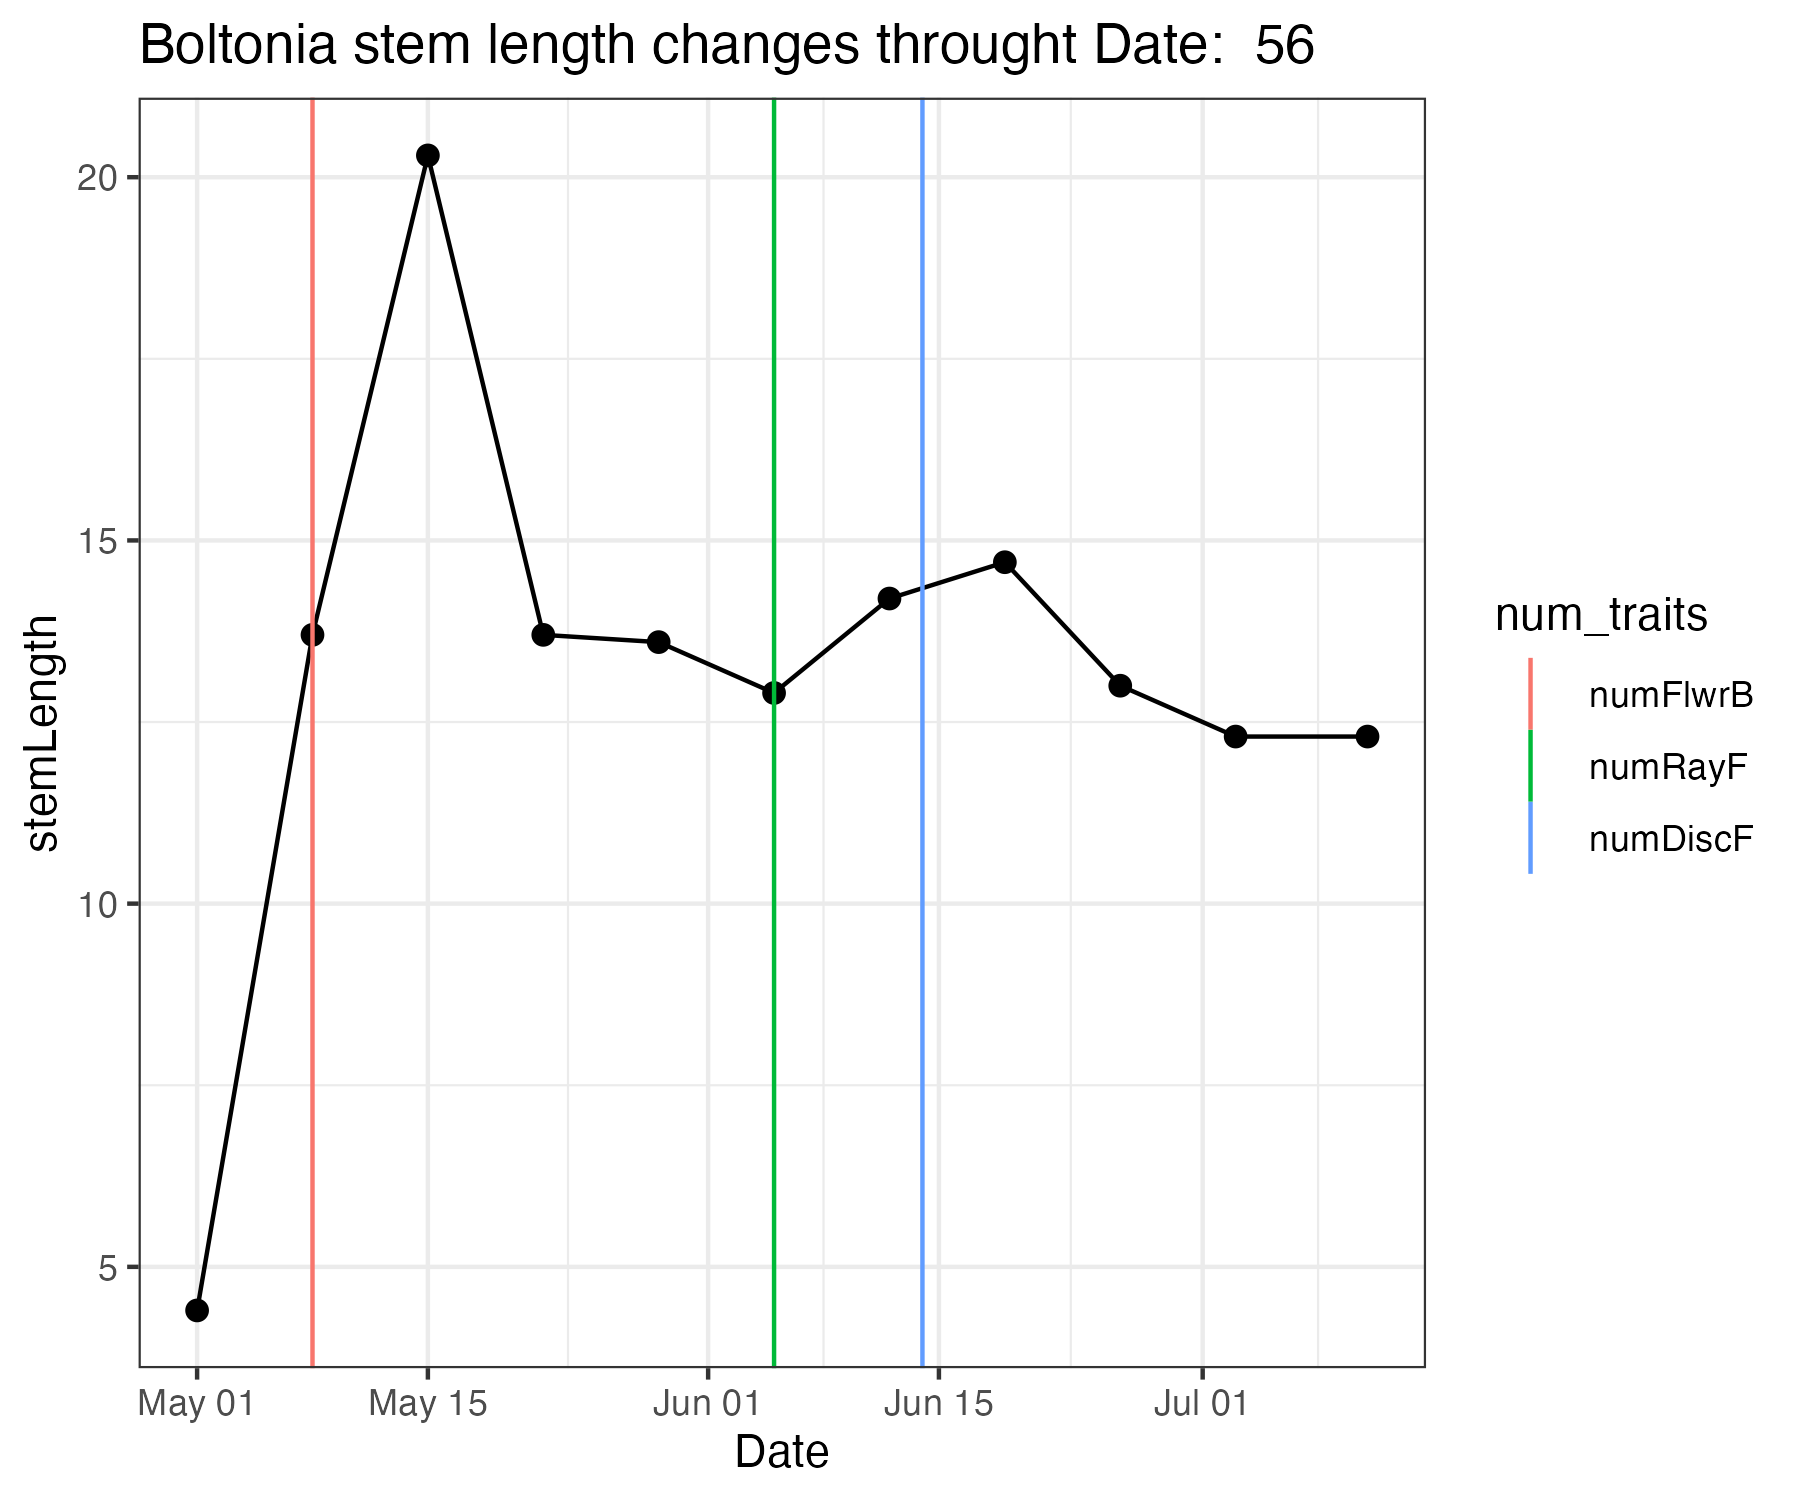 Boltonia stem length changes throught Date:  56
20
15
10
5
stemLength
May 01
May 15
Jun 01
Jun 15
Jul 01
Date
num_traits
numFlwrB
numRayF
numDiscF